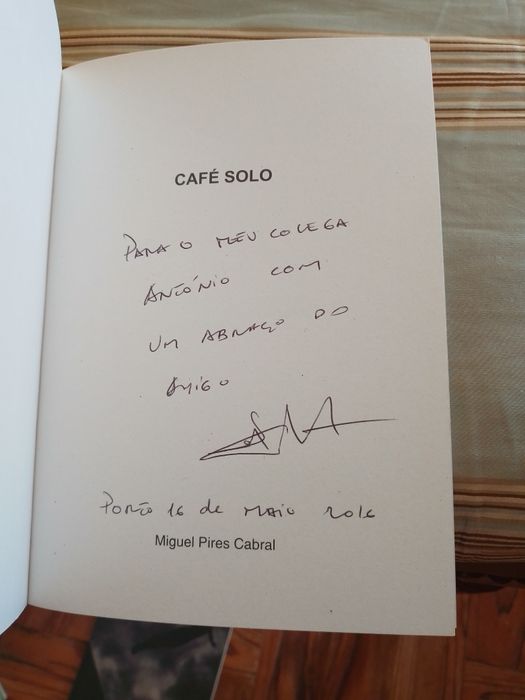 CAFÉ SOLO
PARA O MEU COLEGA
ANTÓNIO COM
UM ABRAÇO DO
AMIGO
PORTO 16 de MAIO 2016
Miguel Pires Cabral